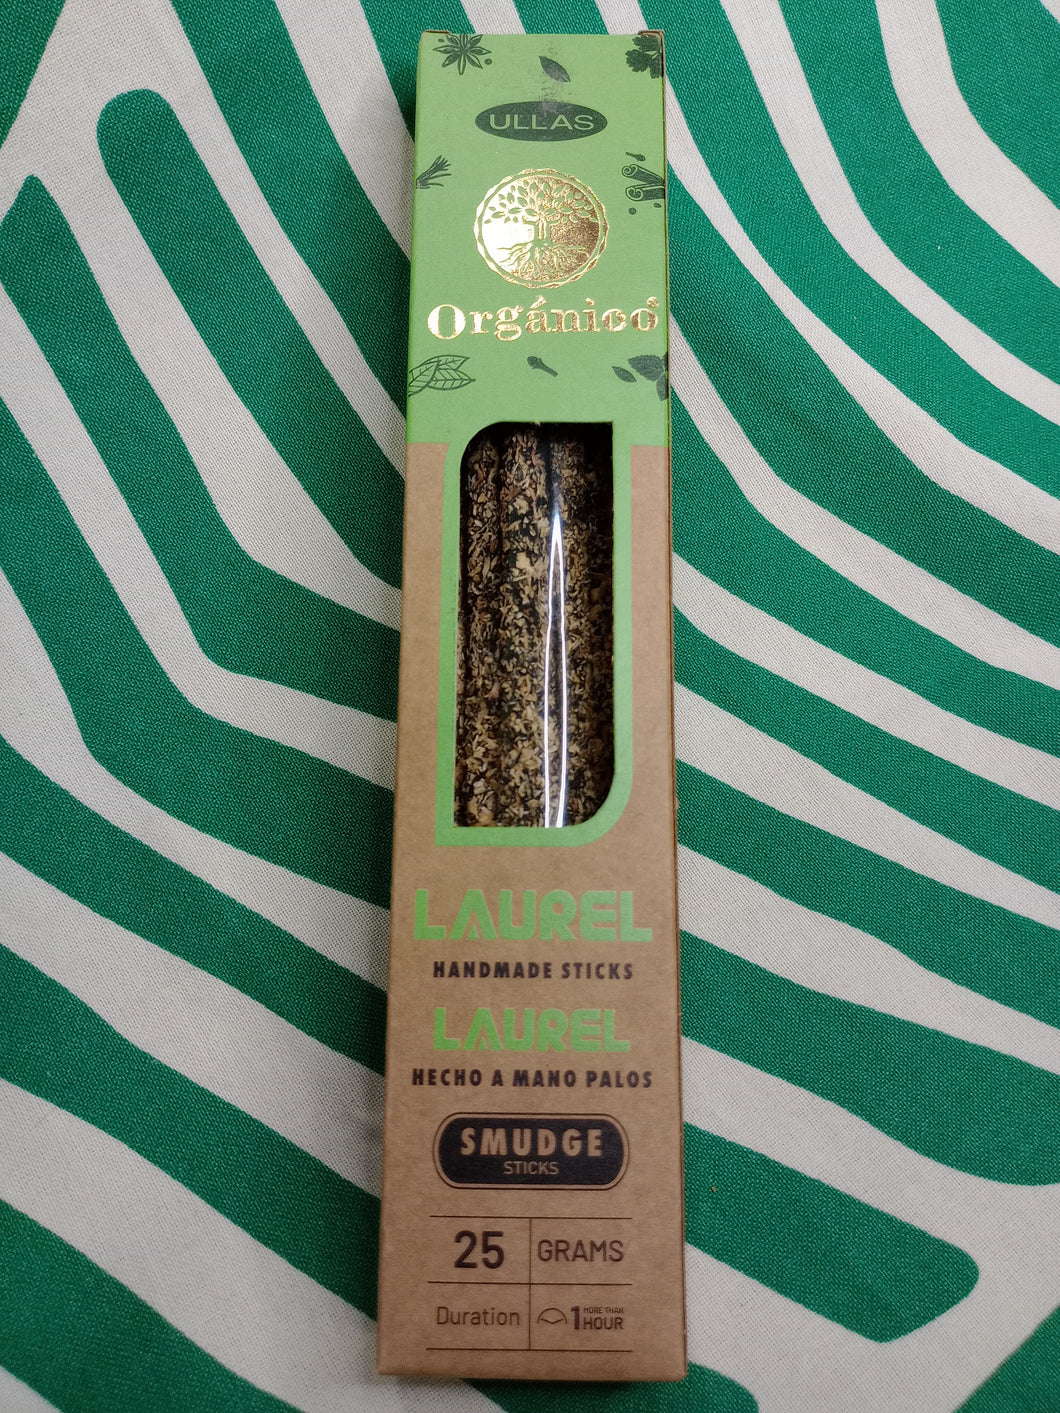 ULLAS
Orgánico
LAUREL
HANDMADE STICKS
LAUREL
HECHO A MANO PALOS
SMUDGE
STICKS
25 GRAMS
Duration 1 MORE THAN
HOUR